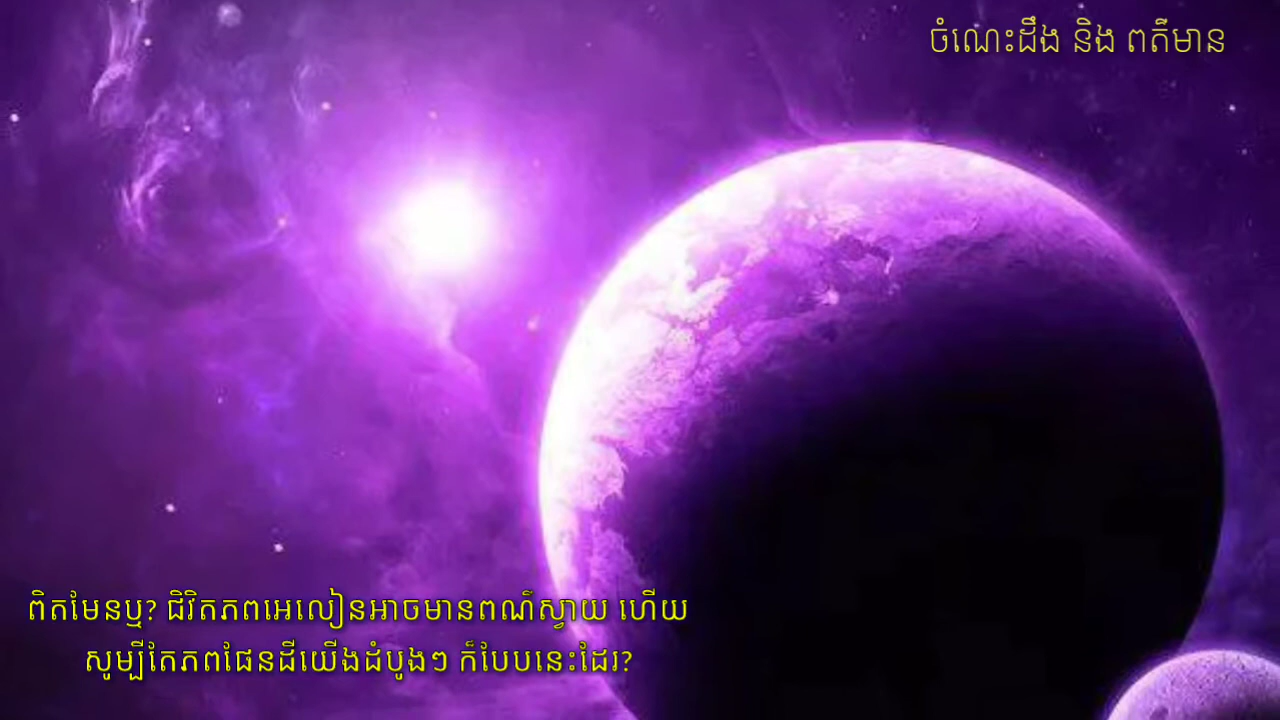 ចំណេះដឹង និង ពតីមាន
ពិតមែនឬ? ជិវិតភពអេលៀនអាចមានពណ៌ស្វាយ ហើយ
សូម្បីតែភពផែនដីយើងដំបូងៗ ក៏បែបនេះដែរ?